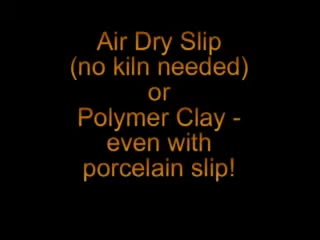 Air Dry Slip
(no kiln needed)
or
Polymer Clay -
even with
porcelain slip!